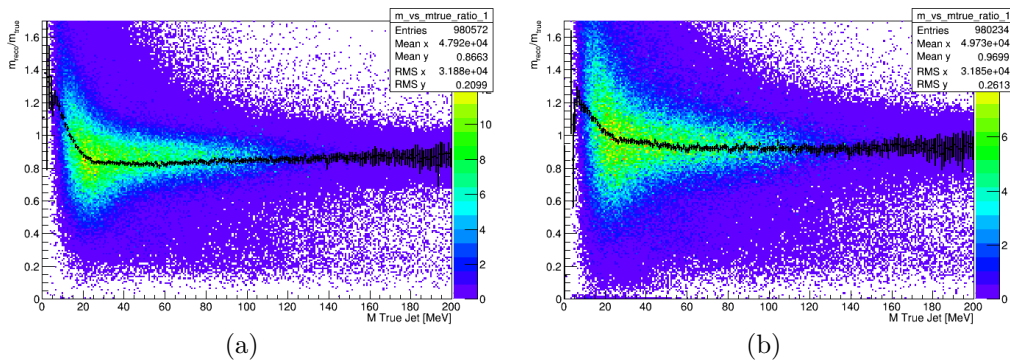 m_vs_mtrue_ratio_1
Entries 980572
Mean x 4.792e+04
Mean y 0.8663
RMS x 3.188e+04
RMS y 0.2099
m_reco/m_true
1.6
1.4
1.2
1
0.8
0.6
0.4
0.2
0
0 20 40 60 80 100 120 140 160 180 200
M True Jet [MeV]
12
10
8
6
4
2
0
(a)
m_vs_mtrue_ratio_1
Entries 980234
Mean x 4.973e+04
Mean y 0.9699
RMS x 3.185e+04
RMS y 0.2613
m_reco/m_true
1.6
1.4
1.2
1
0.8
0.6
0.4
0.2
0
0 20 40 60 80 100 120 140 160 180 200
M True Jet [MeV]
6
4
2
0
(b)